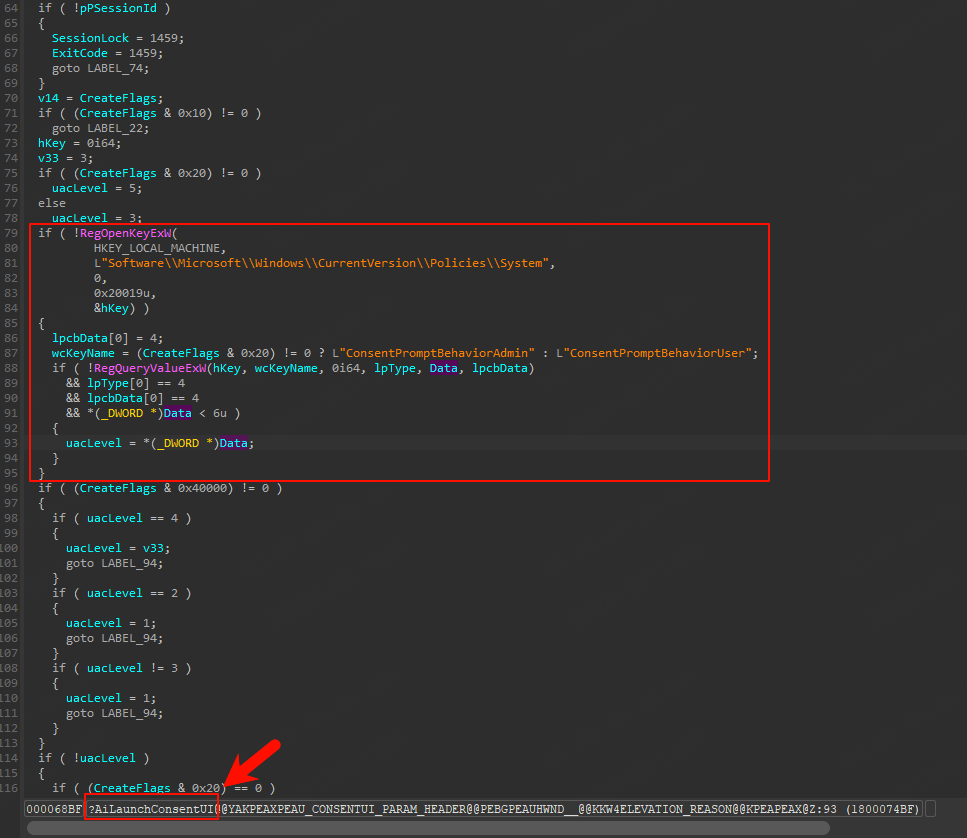 64 if ( !pPSessionId )
65 {
66 SessionLock = 1459;
67 ExitCode = 1459;
68 goto LABEL_74;
69 }
70 v14 = CreateFlags;
71 if ( (CreateFlags & 0x10) != 0 )
72 goto LABEL_22;
73 hKey = 0i64;
74 v33 = 3;
75 if ( (CreateFlags & 0x20) != 0 )
76 uacLevel = 5;
77 else
78 uacLevel = 3;
79 if ( !RegOpenKeyExW(
80 HKEY_LOCAL_MACHINE,
81 L"Software\\Microsoft\\Windows\\CurrentVersion\\Policies\\System",
82 0,
83 0x20019u,
84 &hKey) )
85 {
86 lpcbData[0] = 4;
87 wcKeyName = (CreateFlags & 0x20) != 0 ? L"ConsentPromptBehaviorAdmin" : L"ConsentPromptBehaviorUser";
88 if ( !RegQueryValueExW(hKey, wcKeyName, 0i64, lpType, Data, lpcbData)
89 && lpType[0] == 4
90 && lpcbData[0] == 4
91 && *(_DWORD *)Data < 6u )
92 {
93 uacLevel = *(_DWORD *)Data;
94 }
95 }
96 if ( (CreateFlags & 0x40000) != 0 )
97 {
98 if ( uacLevel == 4 )
99 {
100 uacLevel = v33;
101 goto LABEL_94;
102 }
103 if ( uacLevel == 2 )
104 {
105 uacLevel = 1;
106 goto LABEL_94;
107 }
108 if ( uacLevel != 3 )
109 {
110 uacLevel = 1;
111 goto LABEL_94;
112 }
113 }
114 if ( !uacLevel )
115 {
116 if ( (CreateFlags & 0x20) == 0 )
000068BF ?AiLaunchConsentUI@@YAKPEAXPEAU_CONSENTUI_PARAM_HEADER@@PEBGPEAUHWND__@@KKW4ELEVATION_REASON@@KPEAPEAX@Z:93 (1800074BF)